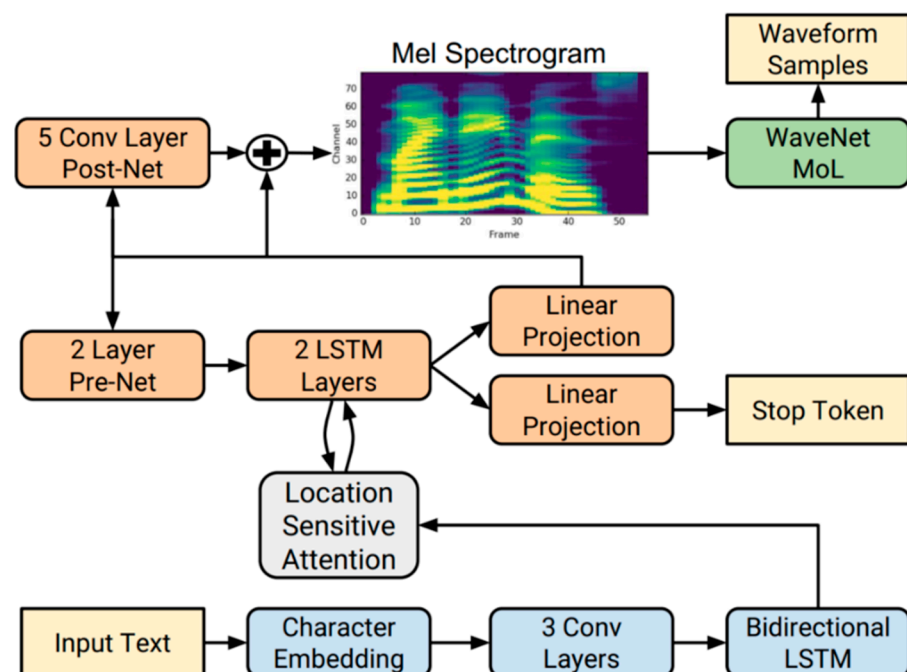 Mel Spectrogram
Waveform
Samples
5 Conv Layer
Post-Net
WaveNet
MoL
Channel
70
60
50
40
30
20
10
0
0
10
20
30
40
50
Frame
2 Layer
Pre-Net
2 LSTM
Layers
Linear
Projection
Linear
Projection
Stop Token
Location
Sensitive
Attention
Input Text
Character
Embedding
3 Conv
Layers
Bidirectional
LSTM